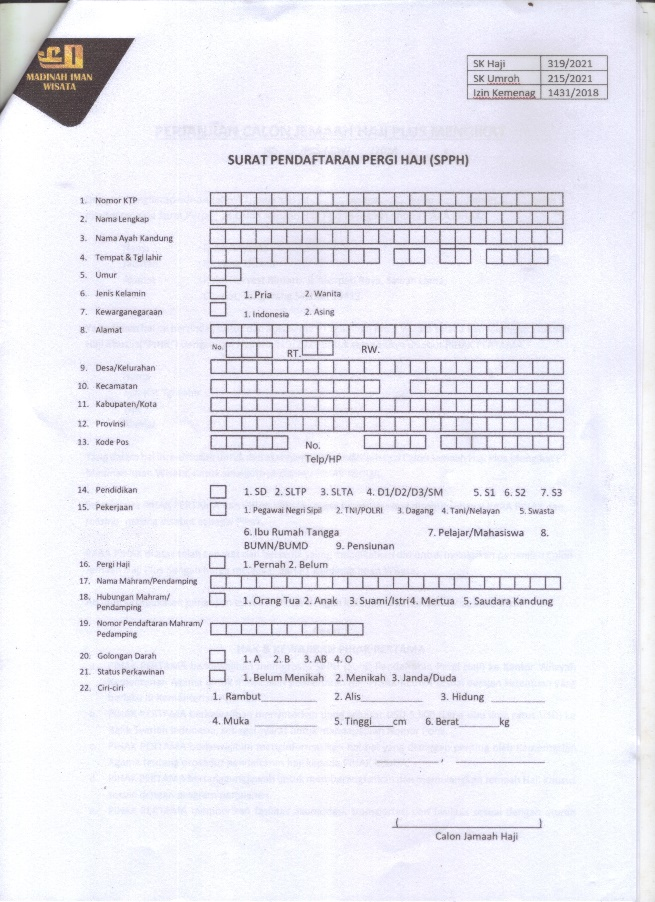 MADINAH IMAN
WISATA
SK Haji 319/2021
SK Umroh 215/2021
Izin Kemenag 1431/2018
SURAT PENDAFTARAN PERGI HAJI (SPPH)
1. Nomor KTP
2. Nama Lengkap
3. Nama Ayah Kandung
4. Tempat & Tgl lahir
5. Umur
6. Jenis Kelamin 1. Pria 2. Wanita
7. Kewarganegaraan 1. Indonesia 2. Asing
8. Alamat
No. RT. RW.
9. Desa/Kelurahan
10. Kecamatan
11. Kabupaten/Kota
12. Provinsi
13. Kode Pos No.
Telp/HP
14. Pendidikan 1. SD 2. SLTP 3. SLTA 4. D1/D2/D3/SM 5. S1 6. S2 7. S3
15. Pekerjaan 1. Pegawai Negri Sipil 2. TNI/POLRI 3. Dagang 4. Tani/Nelayan 5. Swasta
6. Ibu Rumah Tangga 7. Pelajar/Mahasiswa 8.
BUMN/BUMD 9. Pensiunan
16. Pergi Haji 1. Pernah 2. Belum
17. Nama Mahram/Pendamping
18. Hubungan Mahram/ 1. Orang Tua 2. Anak 3. Suami/Istri 4. Mertua 5. Saudara Kandung
Pendamping
19. Nomor Pendaftaran Mahram/
Pedamping
20. Golongan Darah 1. A 2. B 3. AB 4. O
21. Status Perkawinan 1. Belum Menikah 2. Menikah 3. Janda/Duda
22. Ciri-ciri
1. Rambut__________ 2. Alis__________ 3. Hidung __________
4. Muka __________ 5. Tinggi____cm 6. Berat_______kg
(__________________________)
Calon Jamaah Haji